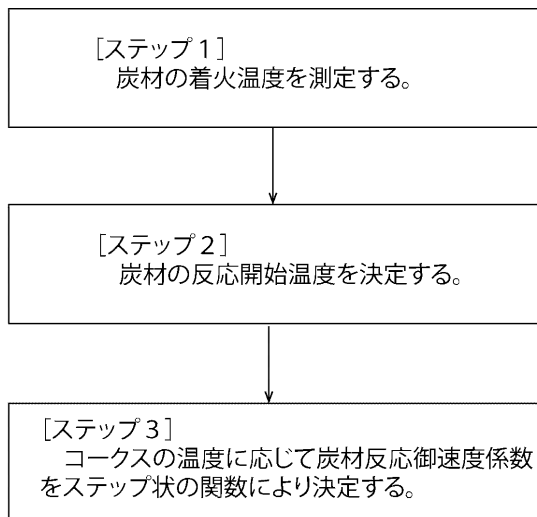 ［ステップ１］
炭材の着火温度を測定する。
［ステップ２］
炭材の反応開始温度を決定する。
［ステップ３］
コークスの温度に応じて炭材反応御速度係数
をステップ状の関数により決定する。